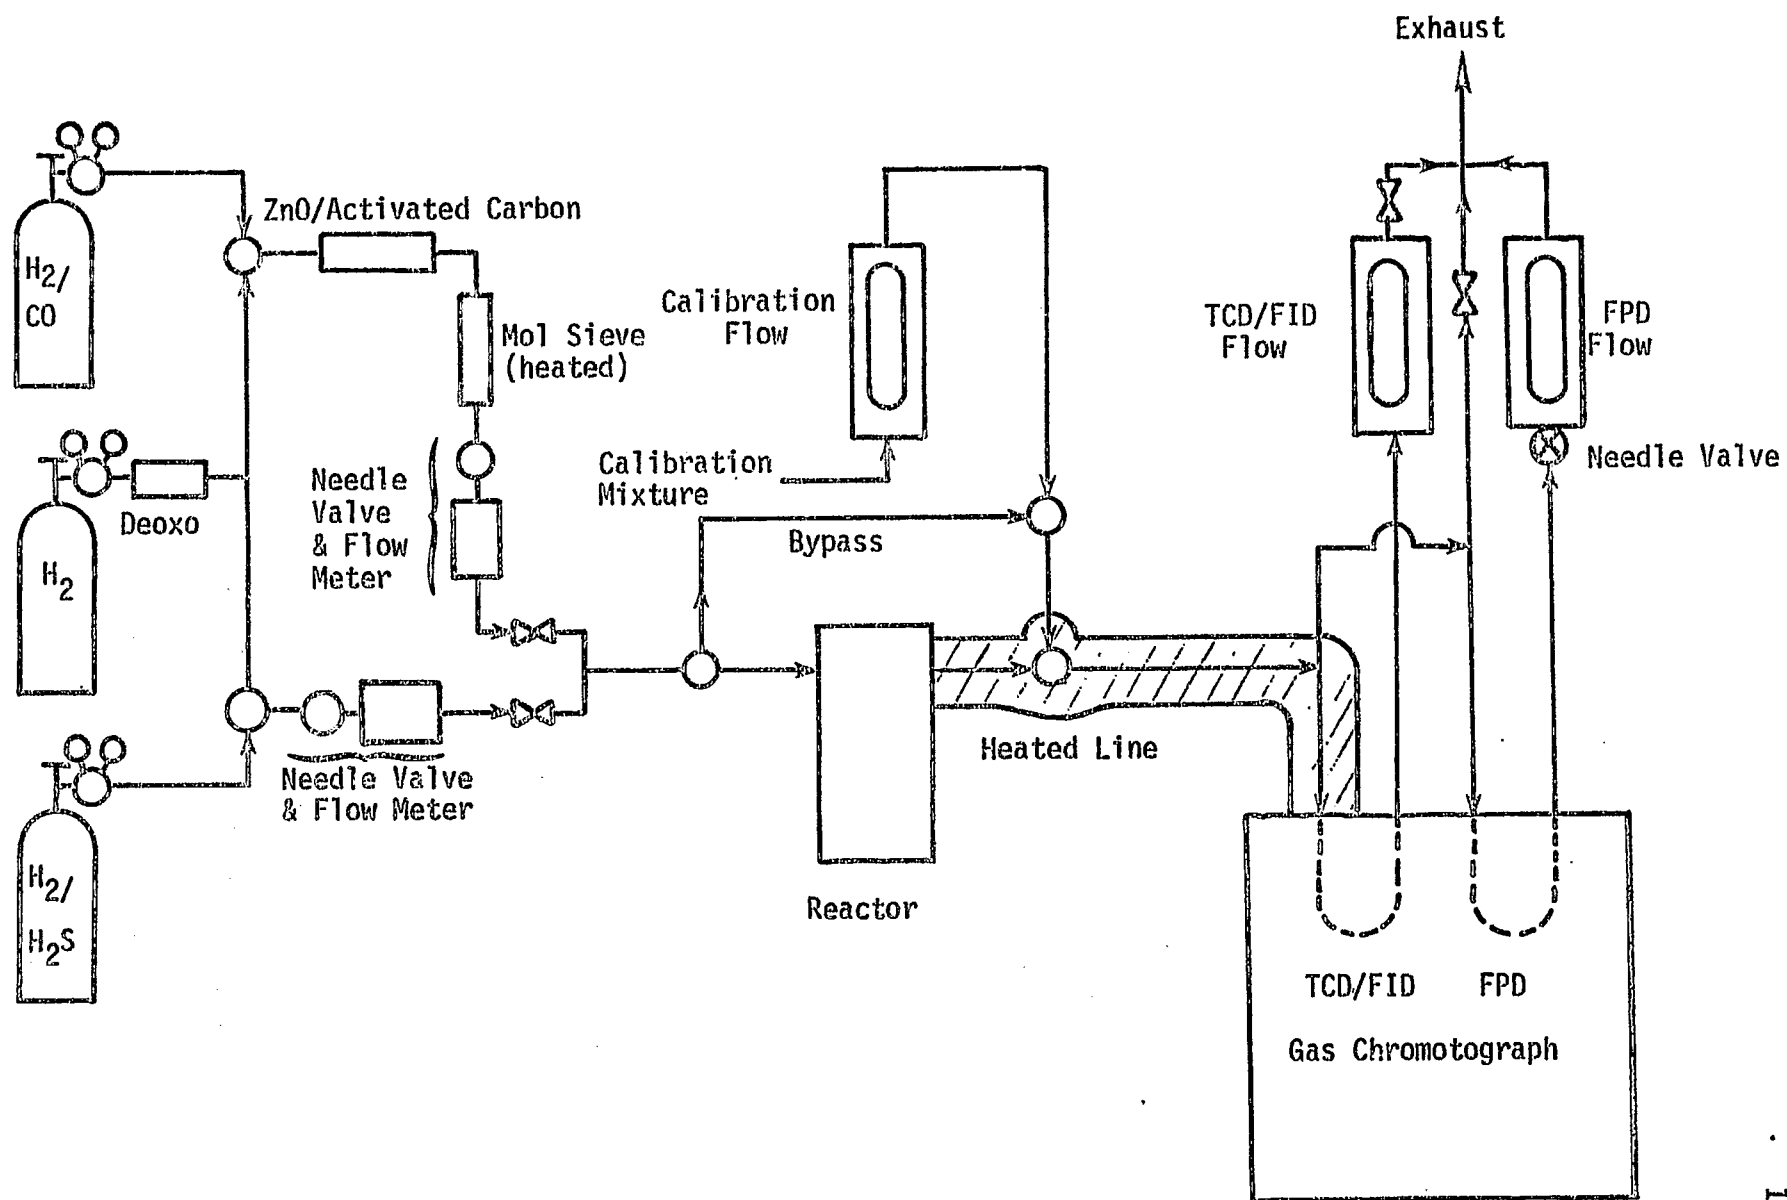 Exhaust
ZnO/Activated Carbon
H2/
CO
Mol Sieve
(heated)
Calibration
Flow
TCD/FID
Flow
FPD
Flow
Needle
Valve
& Flow
Meter
Calibration
Mixture
Needle Valve
Deoxo
Bypass
H2
Heated Line
Needle Valve
& Flow Meter
H2/
H2S
Reactor
TCD/FID
FPD
Gas Chromotograph